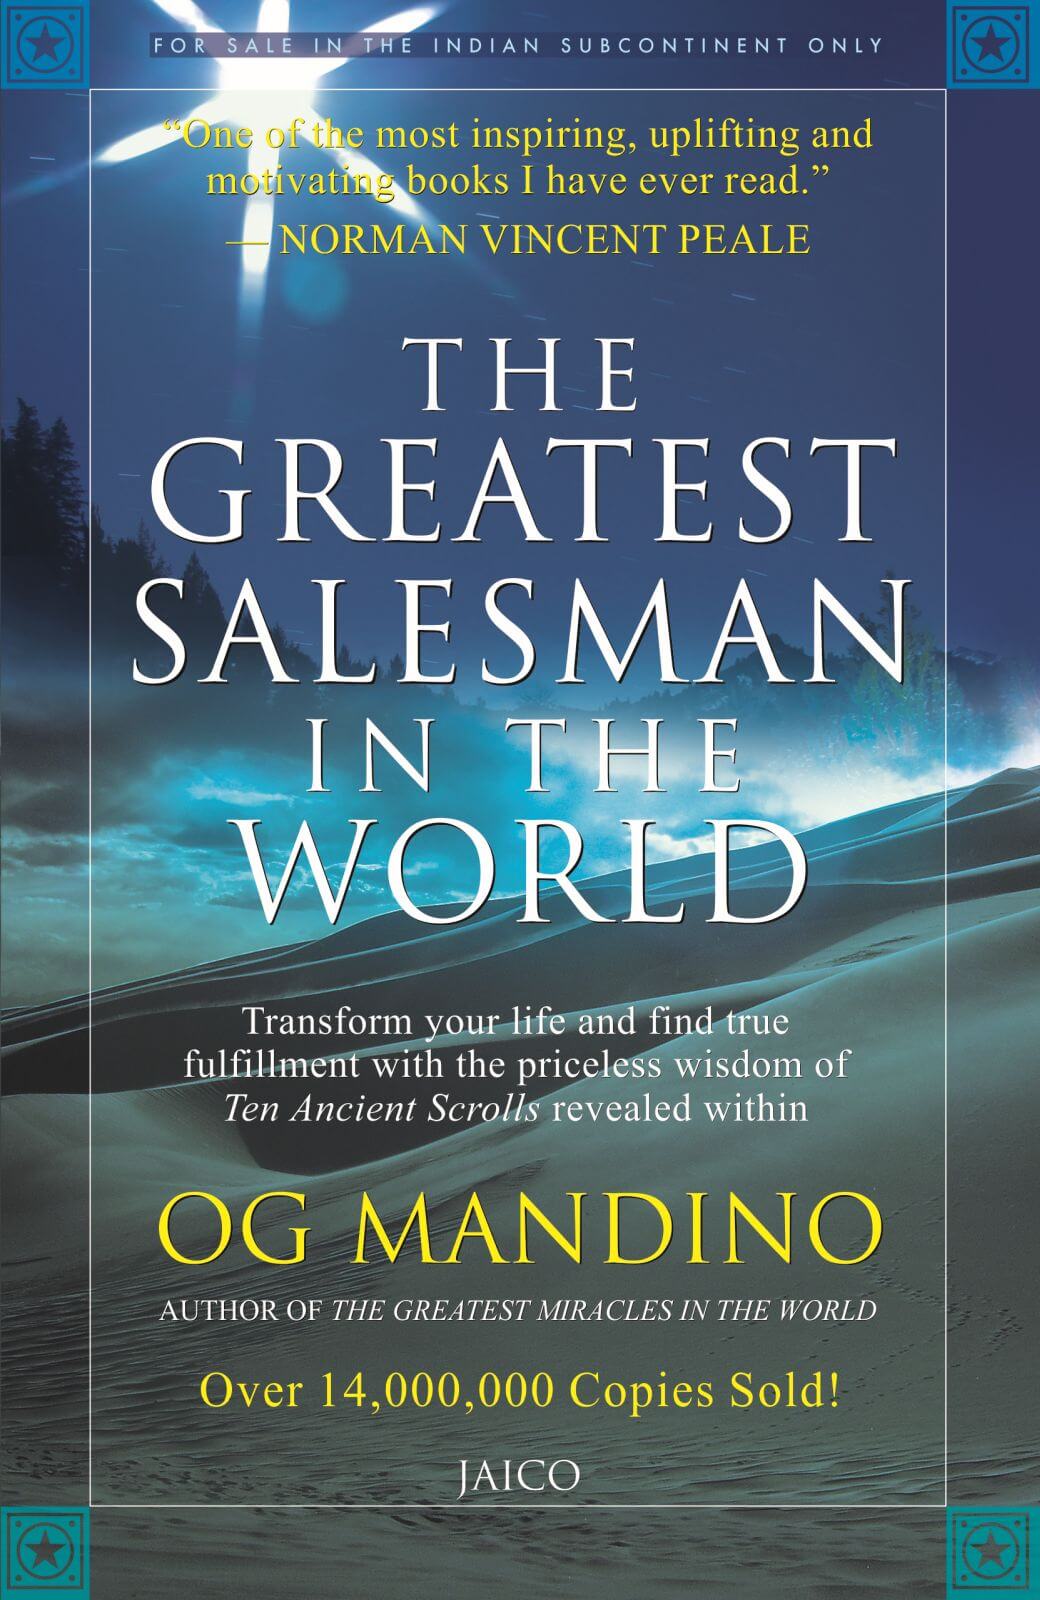 FOR SALE IN THE INDIAN SUBCONTINENT ONLY
“One of the most inspiring, uplifting and
motivating books I have ever read.”
— NORMAN VINCENT PEALE
THE
GREATEST
SALESMAN
IN THE
WORLD
Transform your life and find true
fulfillment with the priceless wisdom of
Ten Ancient Scrolls revealed within
OG MANDINO
AUTHOR OF THE GREATEST MIRACLES IN THE WORLD
Over 14,000,000 Copies Sold!
JAICO